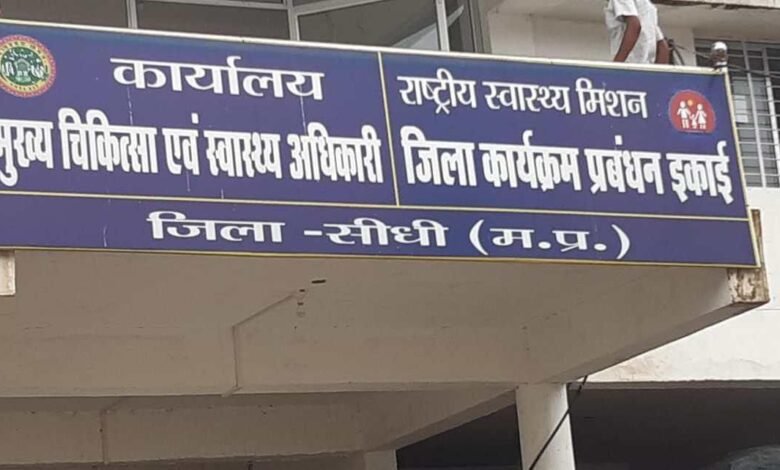 कार्यालय
मुख्य चिकित्सा एवं स्वास्थ्य अधिकारी
राष्ट्रीय स्वास्थ्य मिशन
जिला कार्यक्रम प्रबंधन इकाई
जिला -सीधी (म.प्र.)